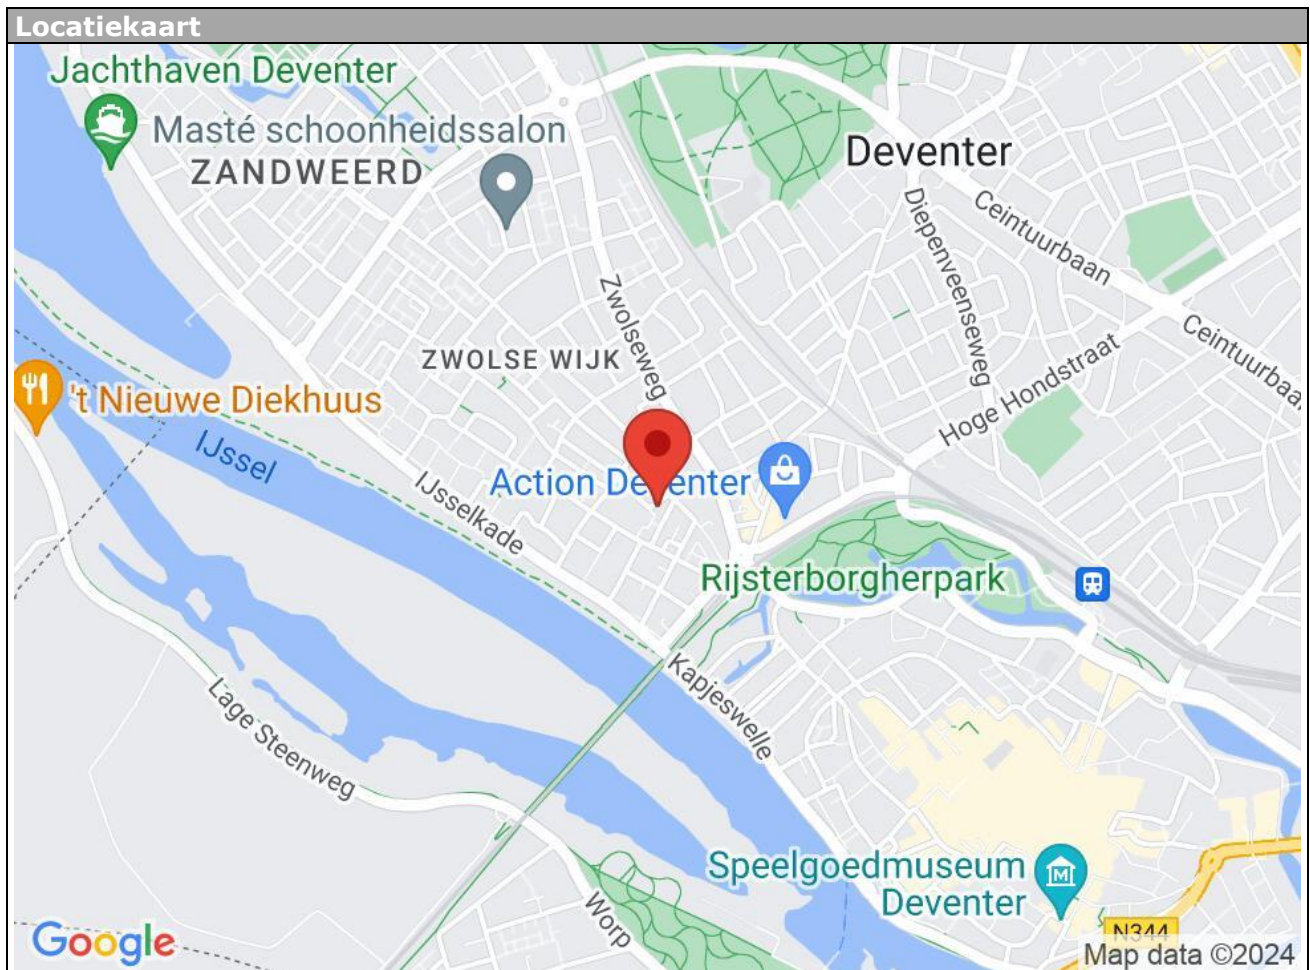 Locatiekaart
Jachthaven Deventer
Masté schoonheidssalon
ZANDWEERD
Deventer
Ceintuurbaan
Diepenveenseweg
Zwolseweg
Ceintuurbaa
ZWOLSE WIJK
Hoge Hondstraat
't Nieuwe Diekhuus
IJssel
Action Deventer
IJsselkade
Rijsterborgherpark
Kapjeswelle
Lage Steenweg
Speelgoedmuseum
Deventer
Worp
N344
Google
Map data ©2024